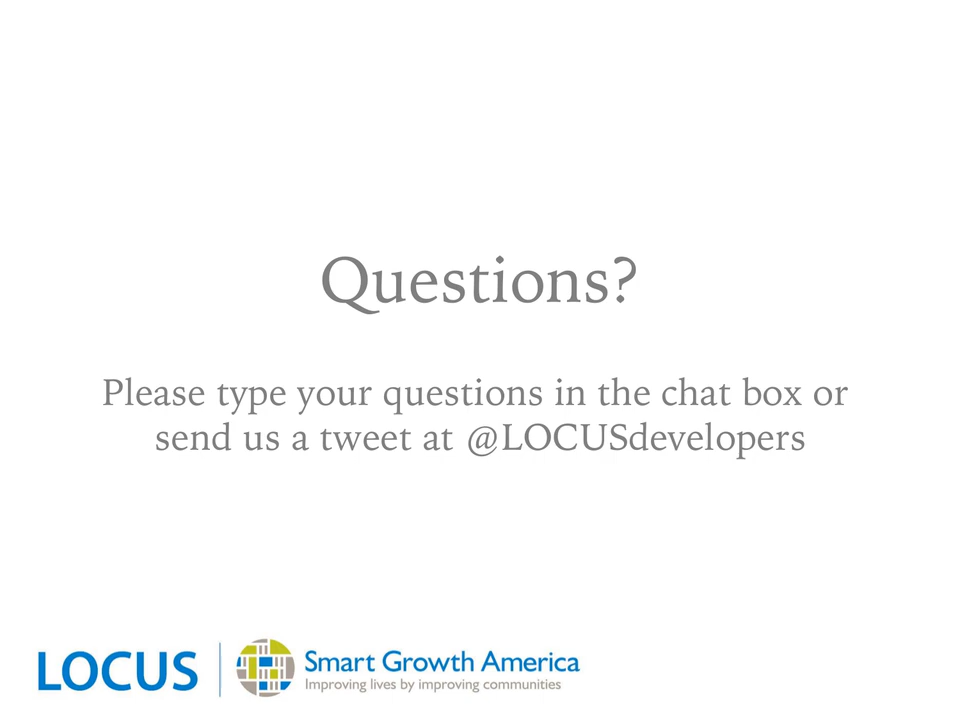 Questions?
Please type your questions in the chat box or
send us a tweet at @LOCUSdevelopers
LOCUS
Smart Growth America
Improving lives by improving communities